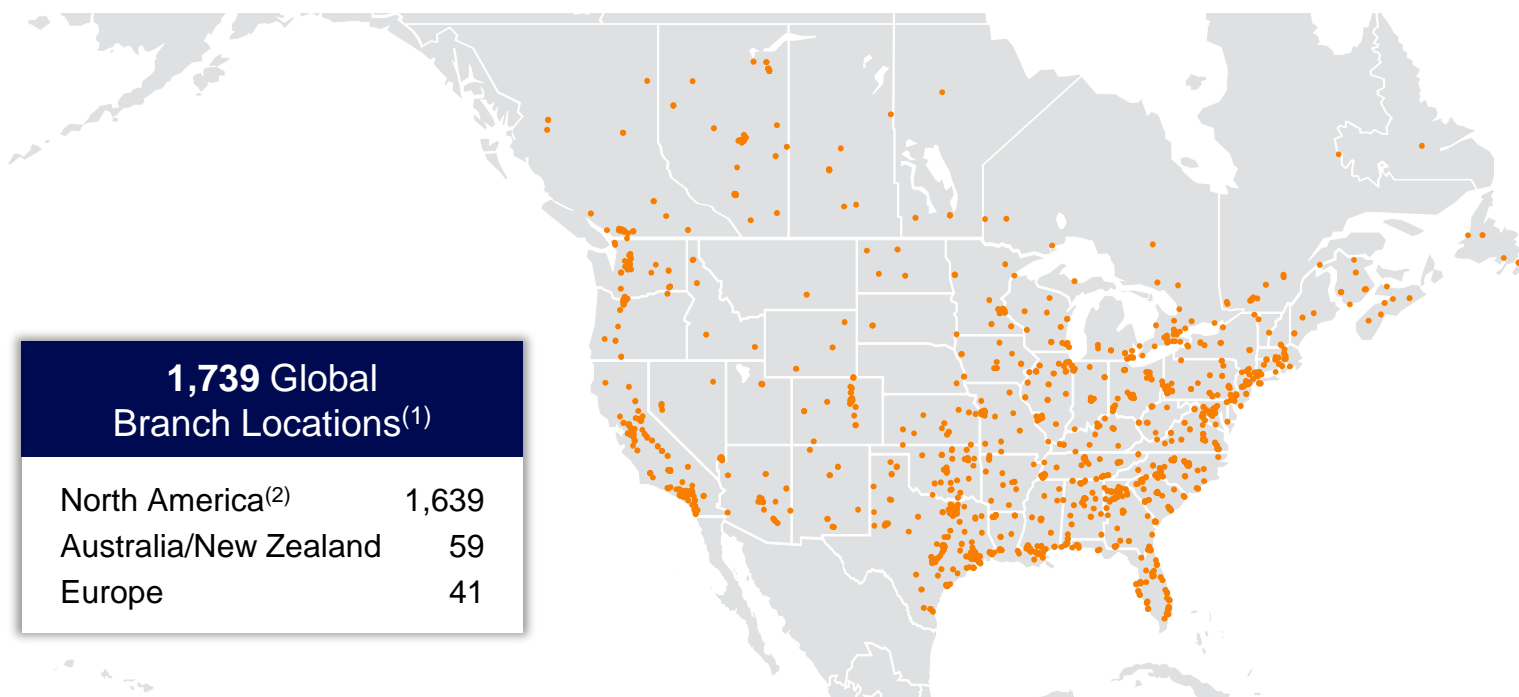 1,739 Global
Branch Locations(1)
North America(2) 1,639
Australia/New Zealand 59
Europe 41